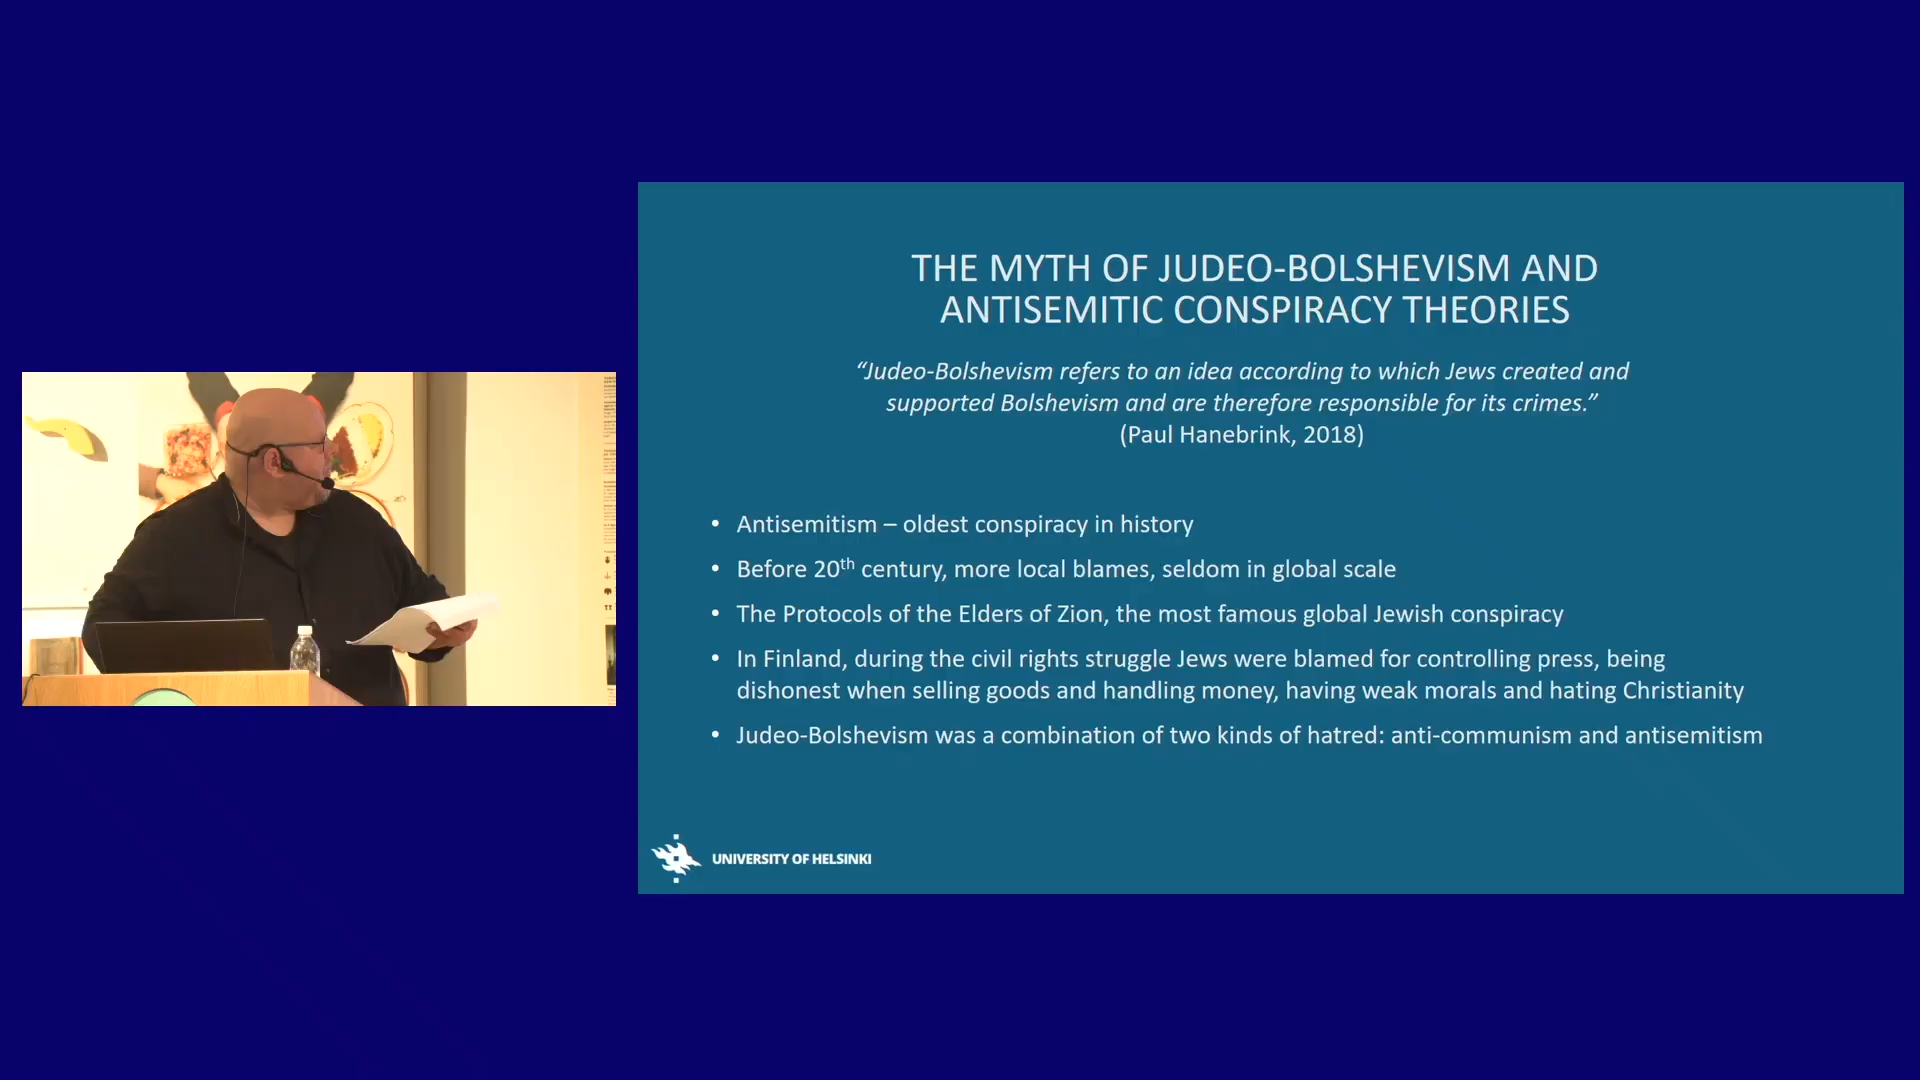 THE MYTH OF JUDEO-BOLSHEVISM AND
ANTISEMITIC CONSPIRACY THEORIES
“Judeo-Bolshevism refers to an idea according to which Jews created and
supported Bolshevism and are therefore responsible for its crimes.”
(Paul Hanebrink, 2018)
• Antisemitism – oldest conspiracy in history
• Before 20th century, more local blames, seldom in global scale
• The Protocols of the Elders of Zion, the most famous global Jewish conspiracy
• In Finland, during the civil rights struggle Jews were blamed for controlling press, being
dishonest when selling goods and handling money, having weak morals and hating Christianity
• Judeo-Bolshevism was a combination of two kinds of hatred: anti-communism and antisemitism
UNIVERSITY OF HELSINKI